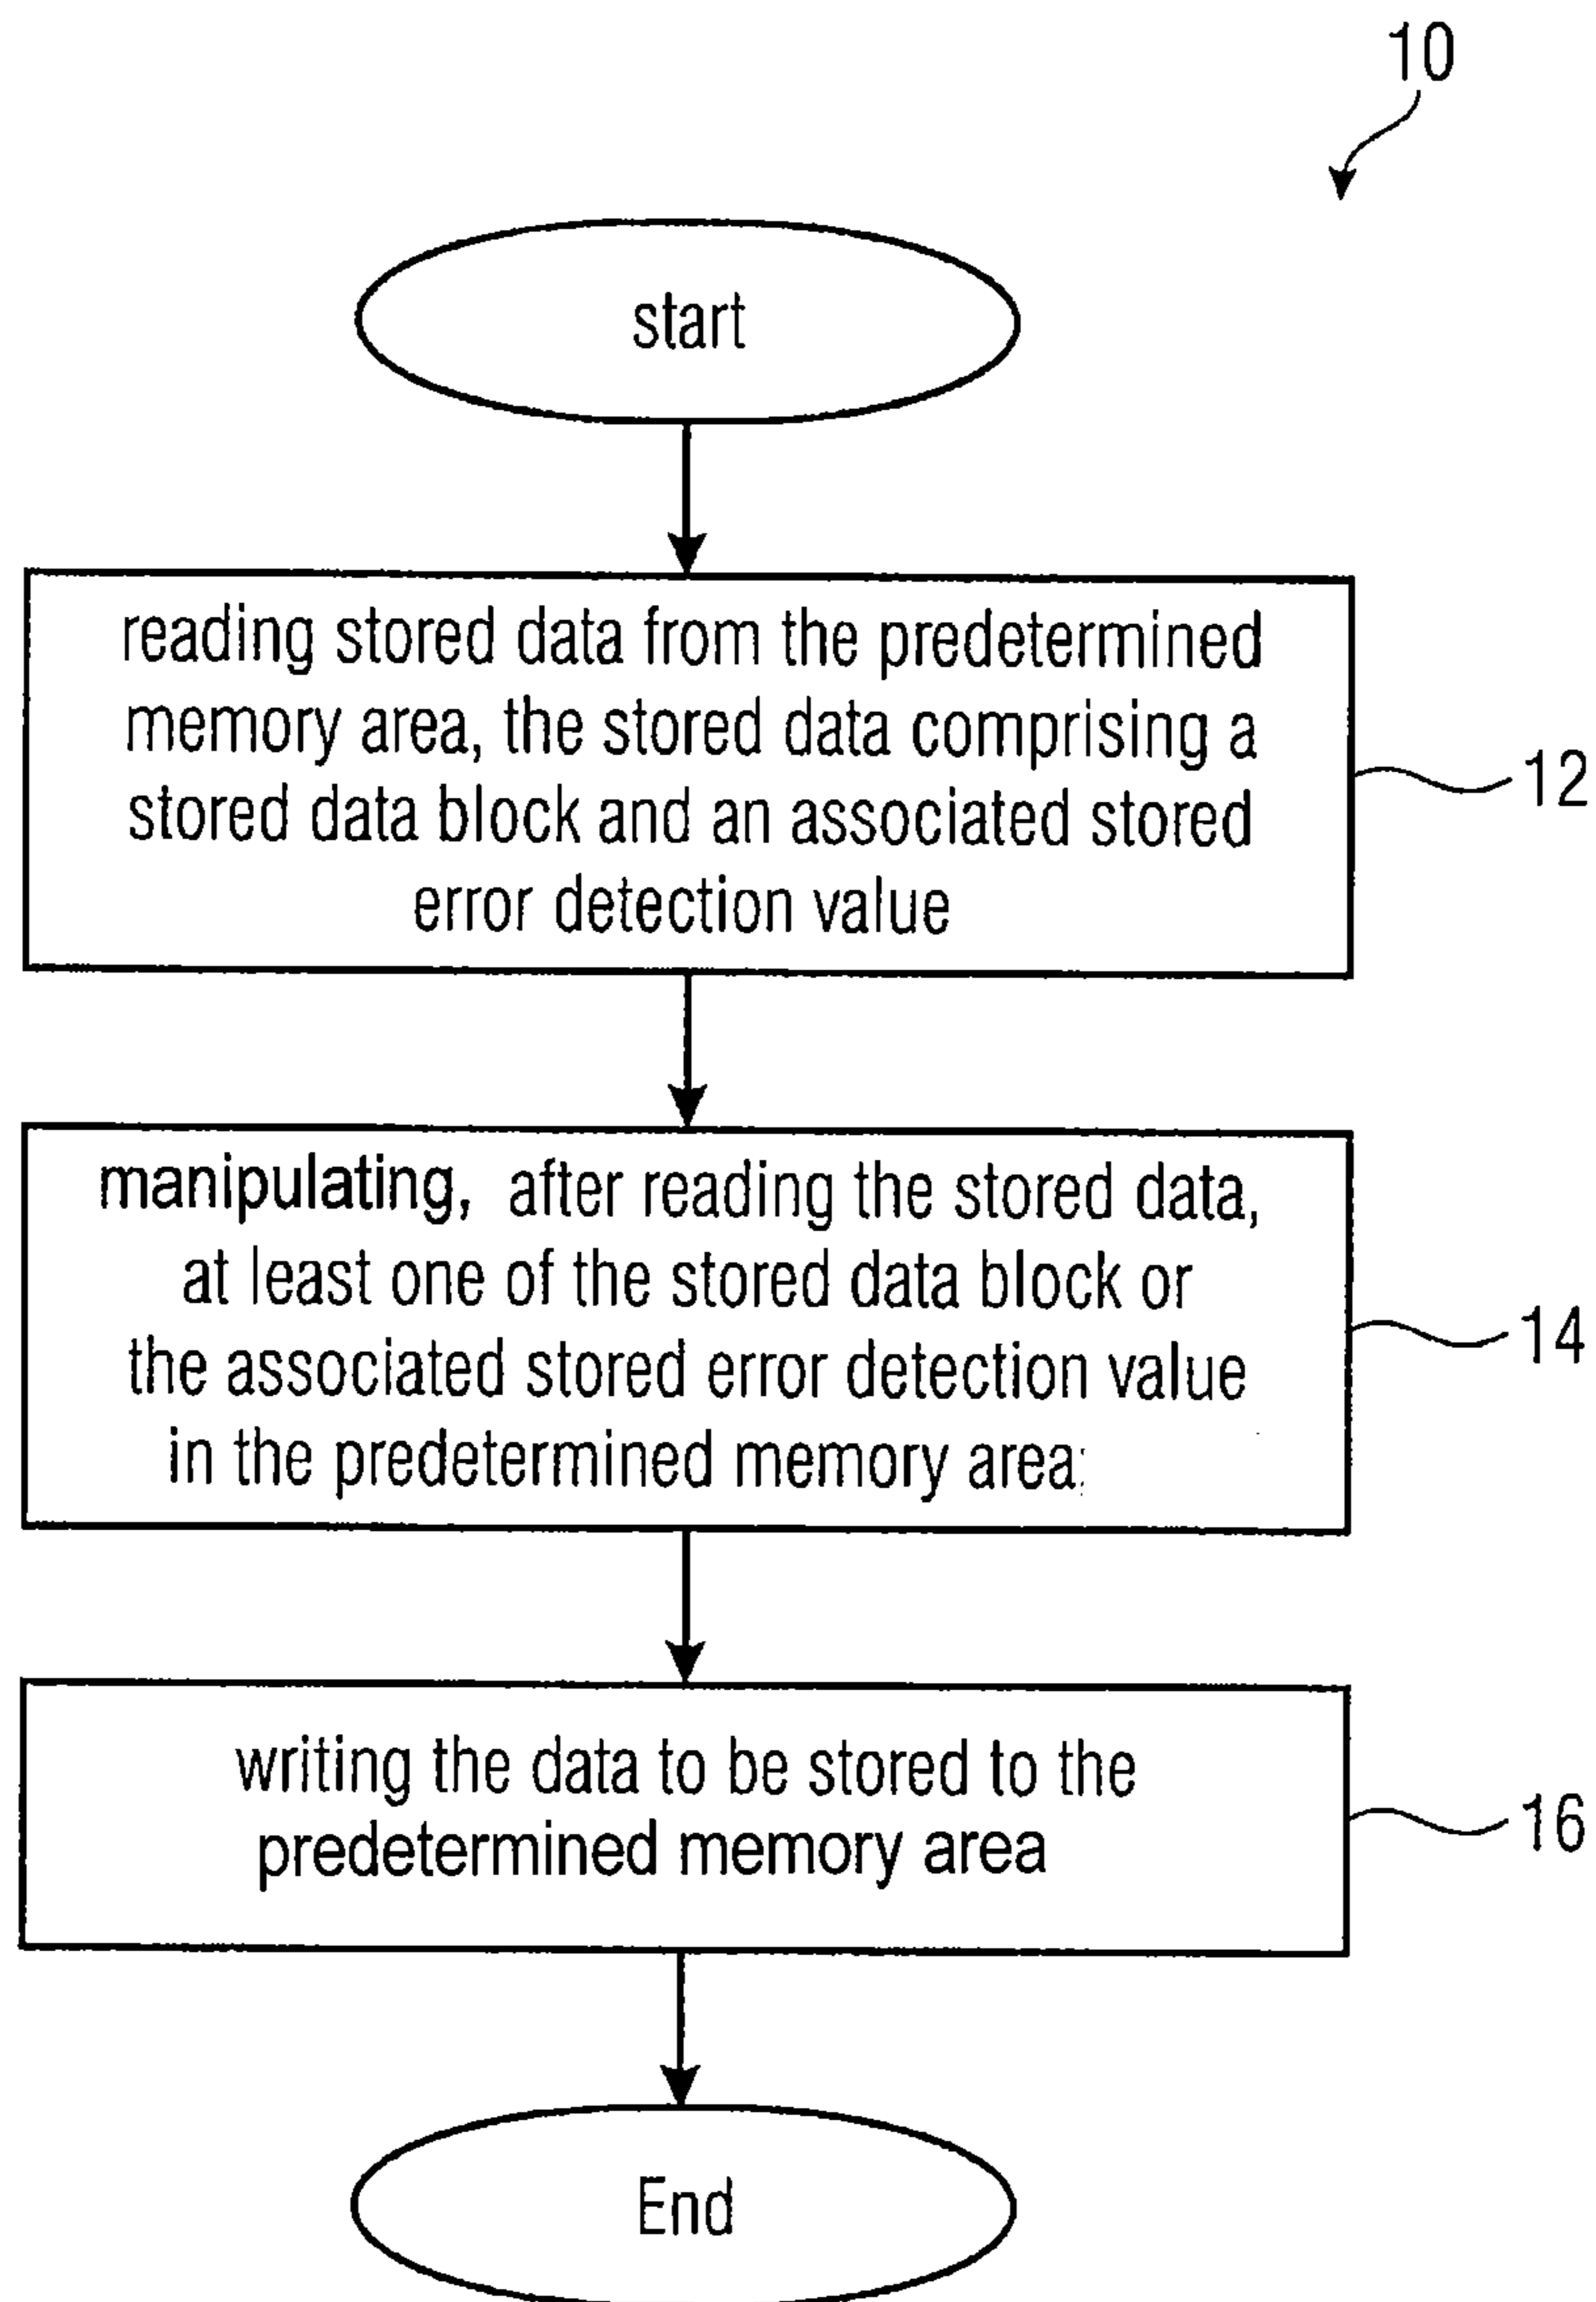 10
start
reading stored data from the predetermined
memory area, the stored data comprising a
stored data block and an associated stored
error detection value
12
manipulating, after reading the stored data,
at least one of the stored data block or
the associated stored error detection value
in the predetermined memory area:
14
writing the data to be stored to the
predetermined memory area
16
End